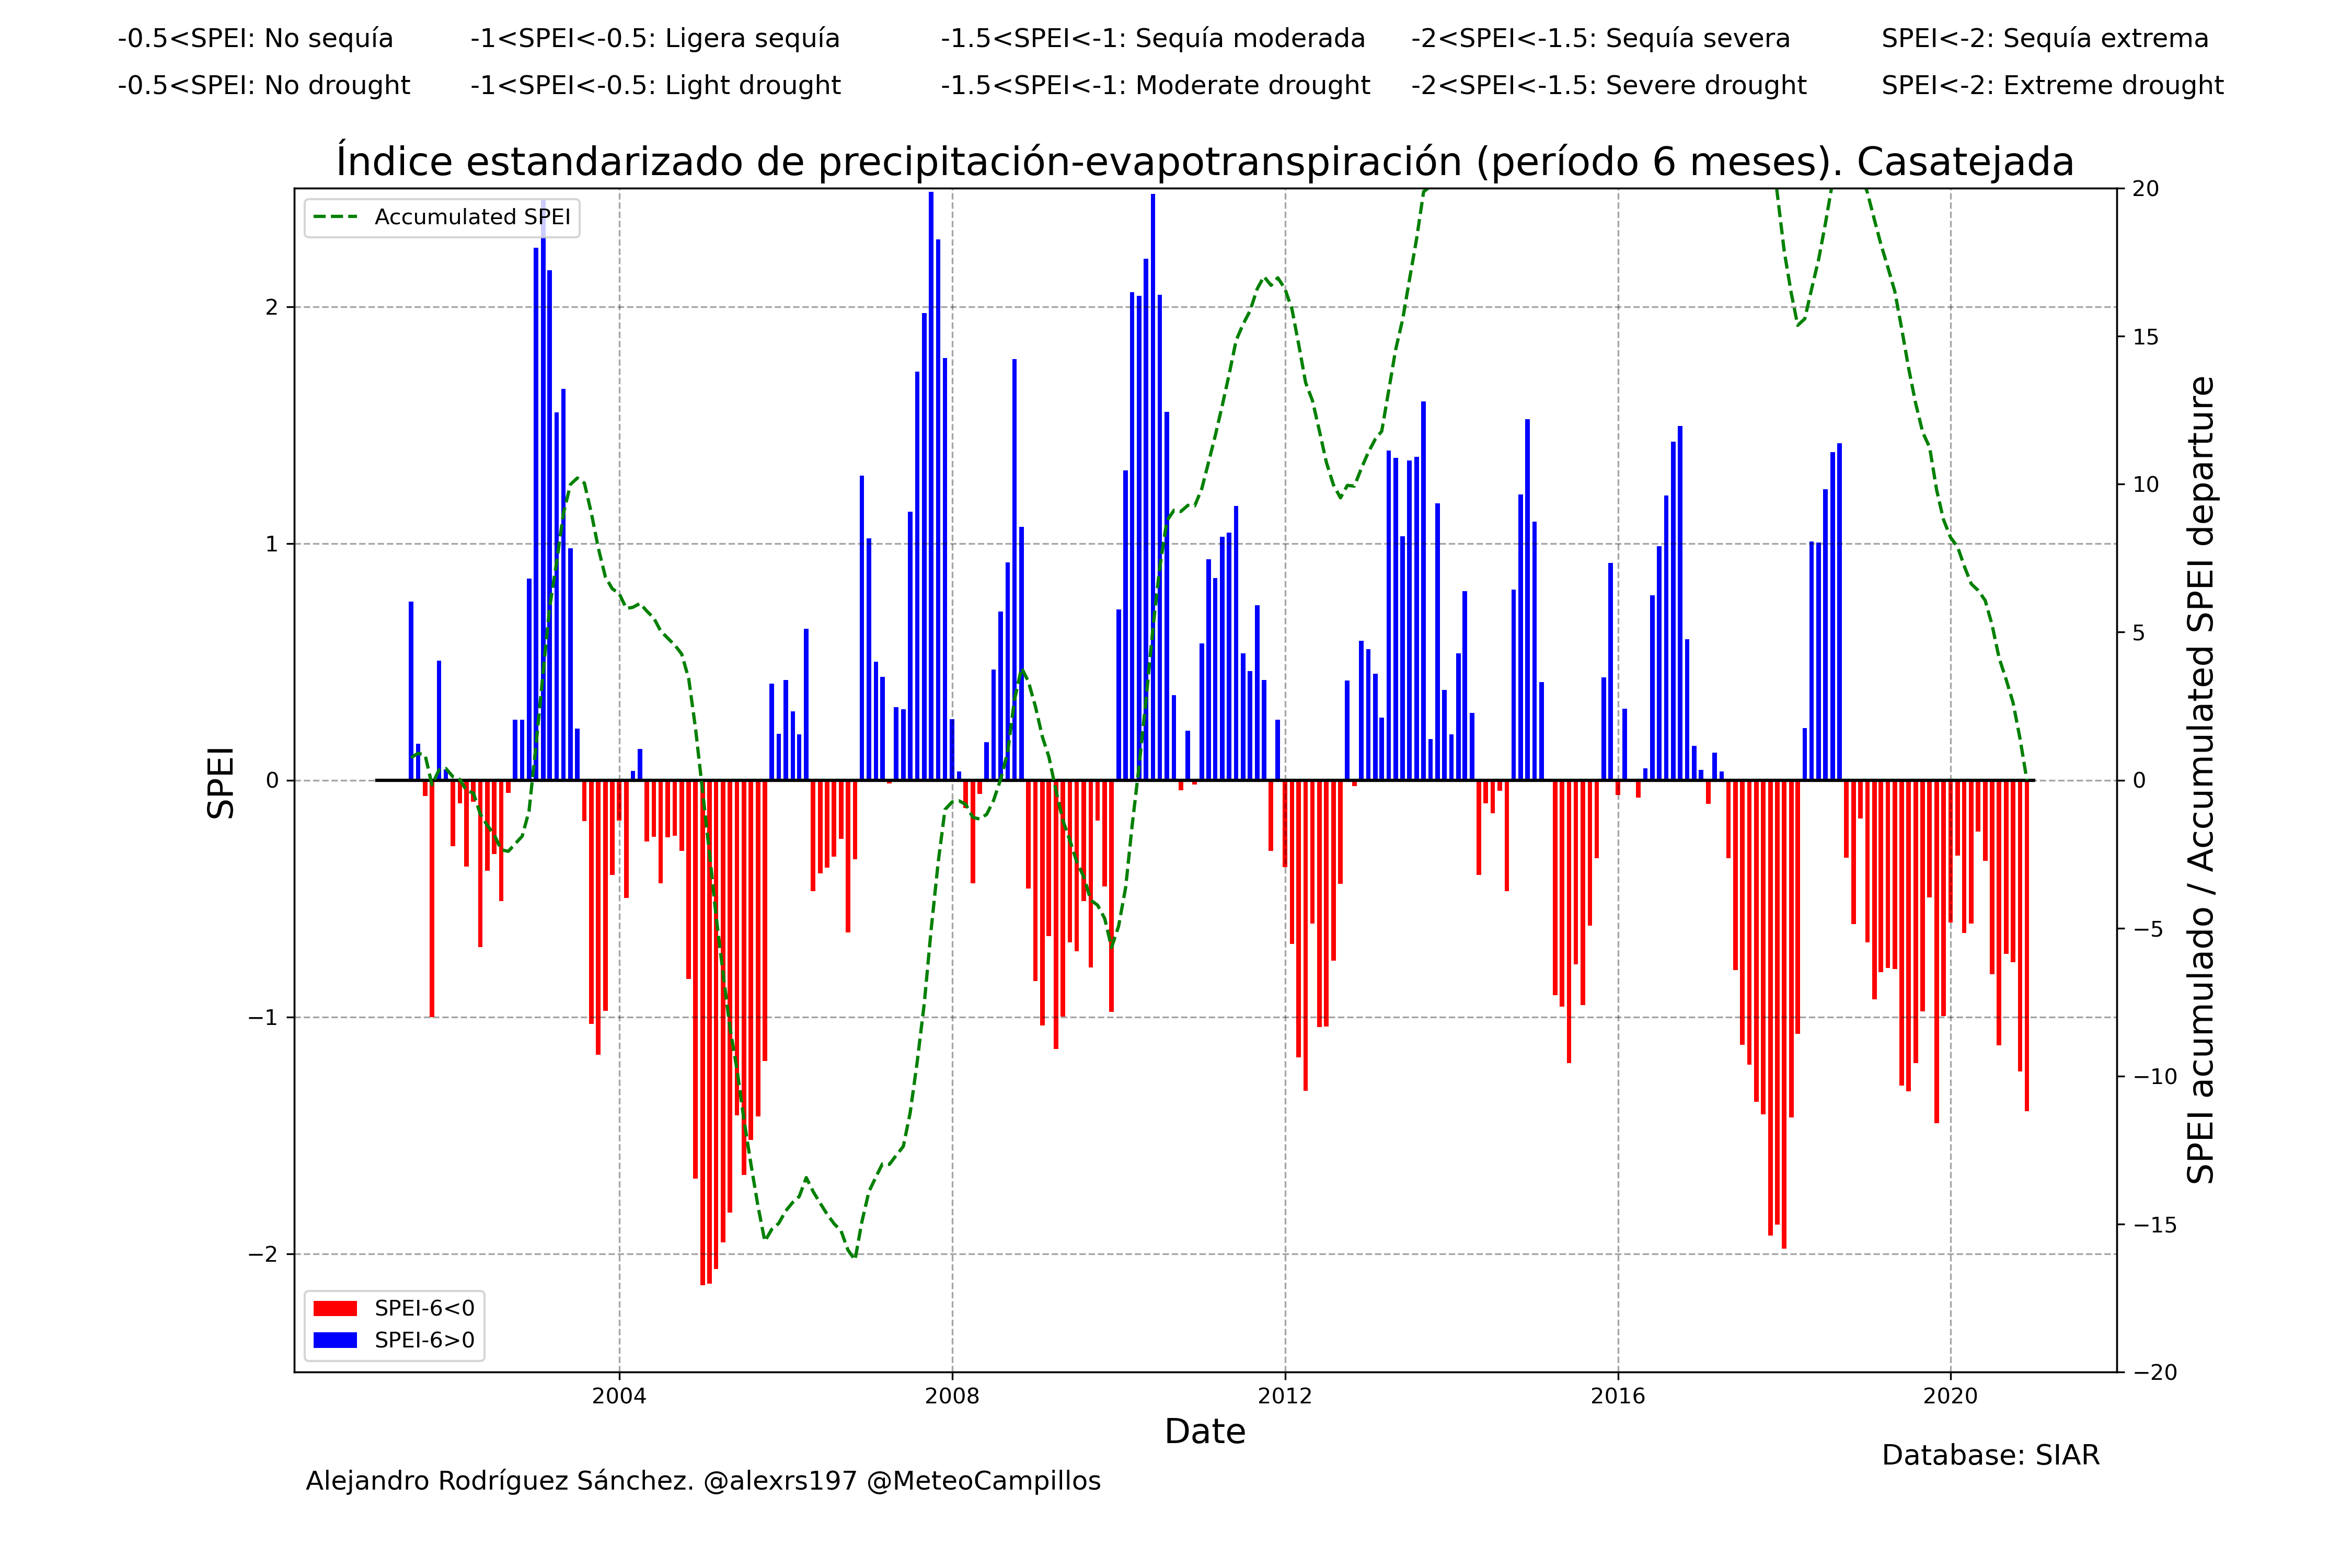 -0.5<SPEI: No sequía -1<SPEI<-0.5: Ligera sequía -1.5<SPEI<-1: Sequía moderada -2<SPEI<-1.5: Sequía severa SPEI<-2: Sequía extrema
-0.5<SPEI: No drought -1<SPEI<-0.5: Light drought -1.5<SPEI<-1: Moderate drought -2<SPEI<-1.5: Severe drought SPEI<-2: Extreme drought
Índice estandarizado de precipitación-evapotranspiración (período 6 meses). Casatejada
Accumulated SPEI
SPEI
2
1
0
−1
−2
20
15
10
5
0
−5
−10
−15
−20
SPEI acumulado / Accumulated SPEI departure
SPEI-6<0
SPEI-6>0
2004 2008 2012 2016 2020
Date
Database: SIAR
Alejandro Rodríguez Sánchez. @alexrs197 @MeteoCampillos